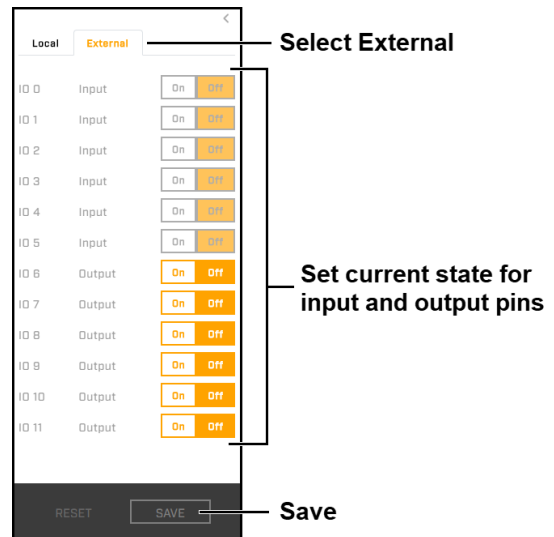 <
Local External
Select External
IO 0 Input On Off
IO 1 Input On Off
IO 2 Input On Off
IO 3 Input On Off
IO 4 Input On Off
IO 5 Input On Off
IO 6 Output On Off
Set current state for
input and output pins
IO 7 Output On Off
IO 8 Output On Off
IO 9 Output On Off
IO 10 Output On Off
IO 11 Output On Off
RESET SAVE
Save